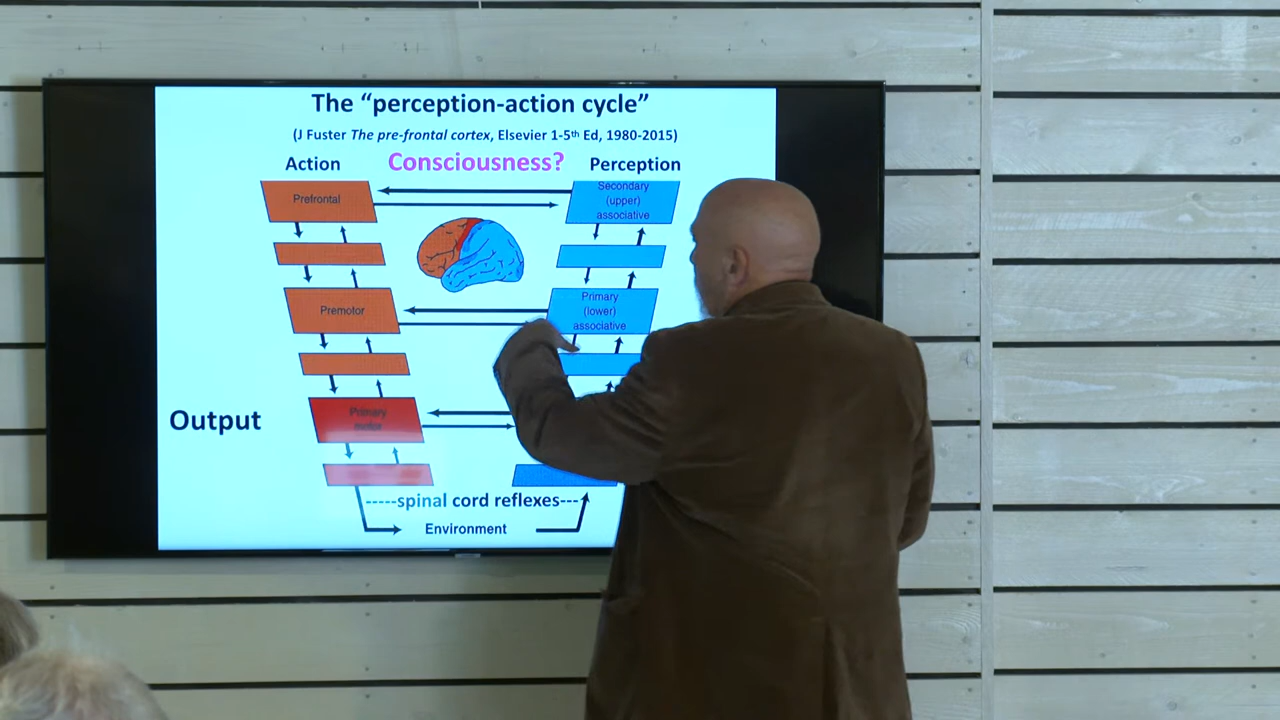 The “perception-action cycle”
(J Fuster The pre-frontal cortex, Elsevier 1-5th Ed, 1980-2015)
Action Consciousness? Perception
Prefrontal
Secondary
(upper)
associative
Premotor
Primary
(lower)
associative
Output
Primary
motor
-----spinal cord reflexes---
Environment